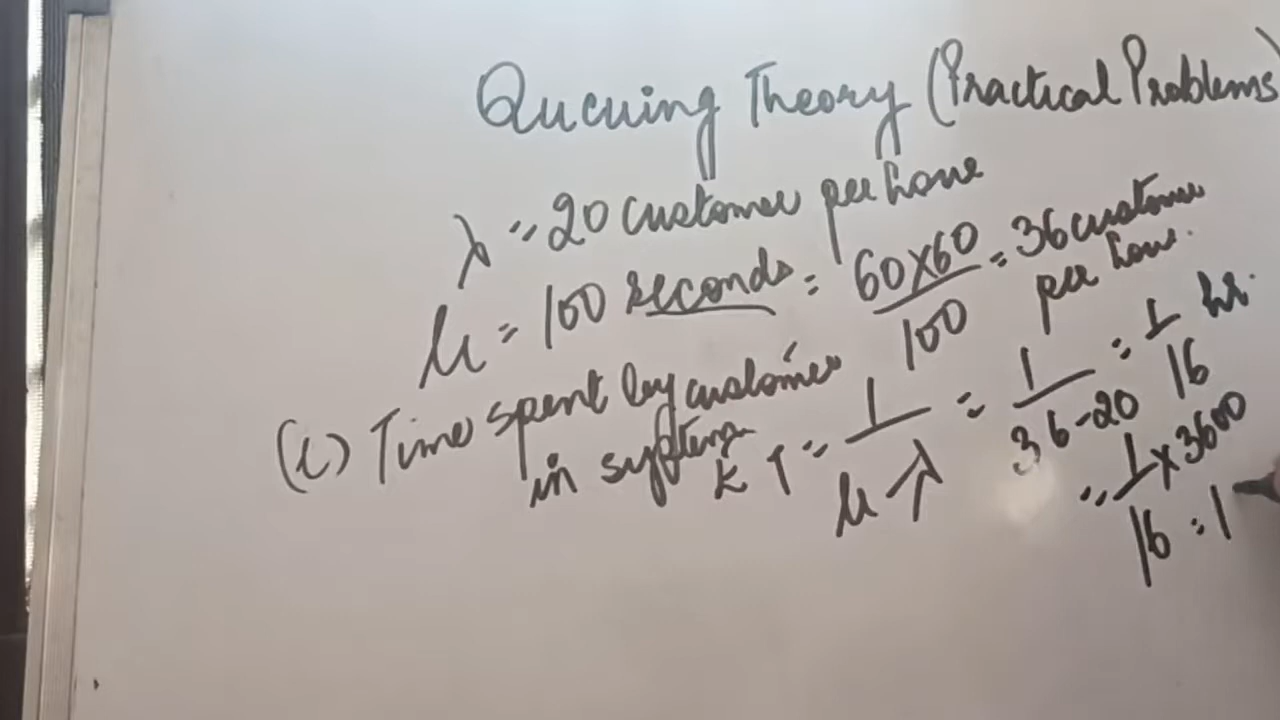 Queuing Theory (Practical Problems)
λ = 20 customer per hour
μ = 100 seconds = 60×60/100 = 36 customer per hour.
(i) Time spent by customer in system
= 1/μ-λ = 1/36-20 = 1/16 hr.
= 1/16 × 3600
= 1